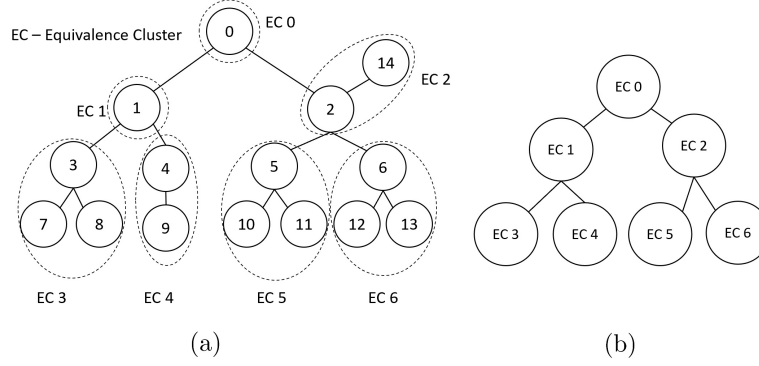 EC – Equivalence Cluster
0
EC 0
14
EC 2
EC 1
1
2
3
4
5
6
7
8
9
10
11
12
13
EC 3
EC 4
EC 5
EC 6
(a)
EC 0
EC 1
EC 2
EC 3
EC 4
EC 5
EC 6
(b)